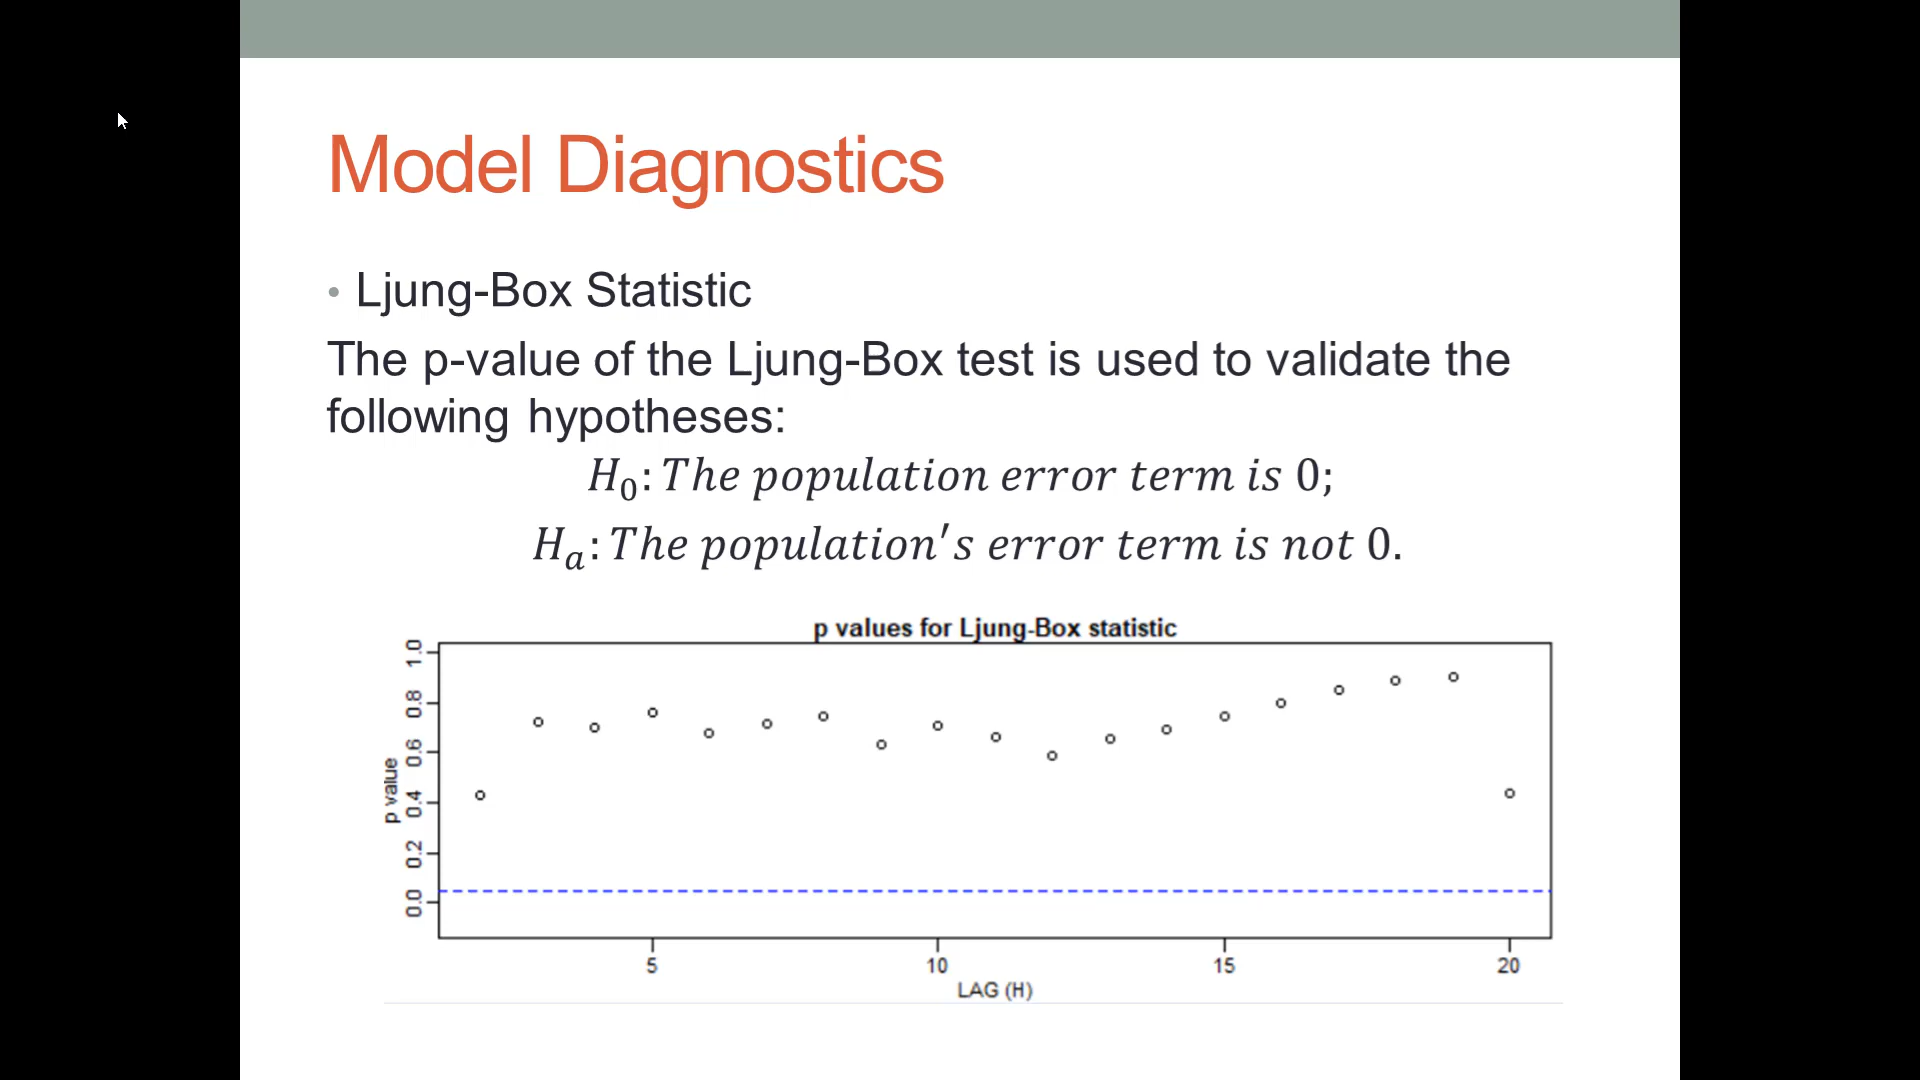 Model Diagnostics
• Ljung-Box Statistic
The p-value of the Ljung-Box test is used to validate the
following hypotheses:
H₀: The population error term is 0;
Hₐ: The population's error term is not 0.
p values for Ljung-Box statistic
p value
1.0
0.8
0.6
0.4
0.2
0.0
5 10 15 20
LAG (H)